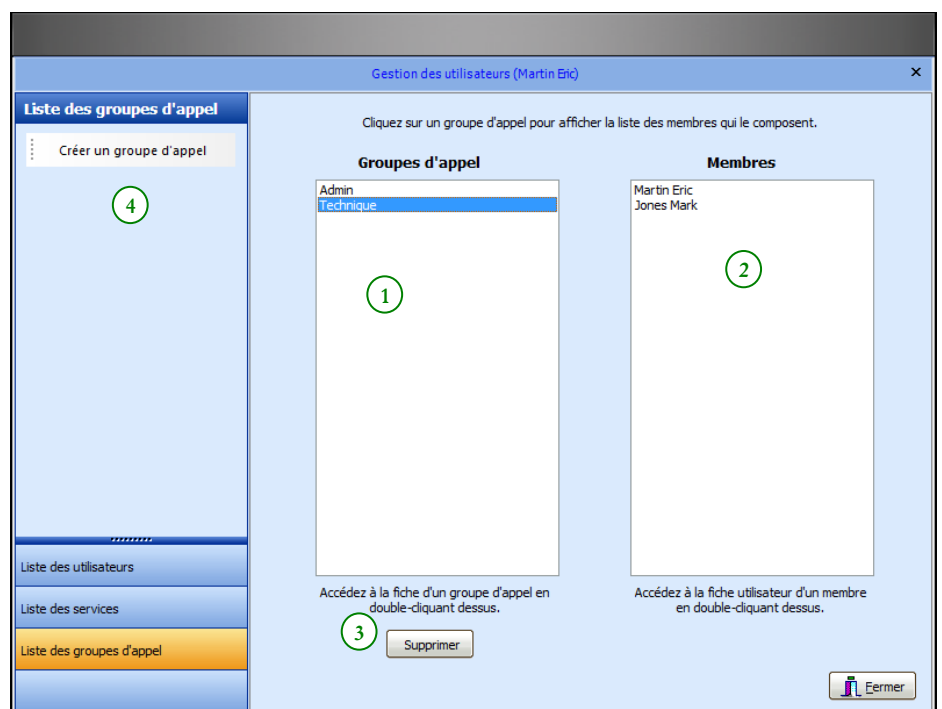 Gestion des utilisateurs (Martin Eric)
Liste des groupes d'appel
Créer un groupe d'appel
4
Cliquez sur un groupe d'appel pour afficher la liste des membres qui le composent.
Groupes d'appel
Admin
Technique
1
Accédez à la fiche d'un groupe d'appel en
double-cliquant dessus.
3
Supprimer
Membres
Martin Eric
Jones Mark
2
Accédez à la fiche utilisateur d'un membre
en double-cliquant dessus.
Liste des utilisateurs
Liste des services
Liste des groupes d'appel
Fermer